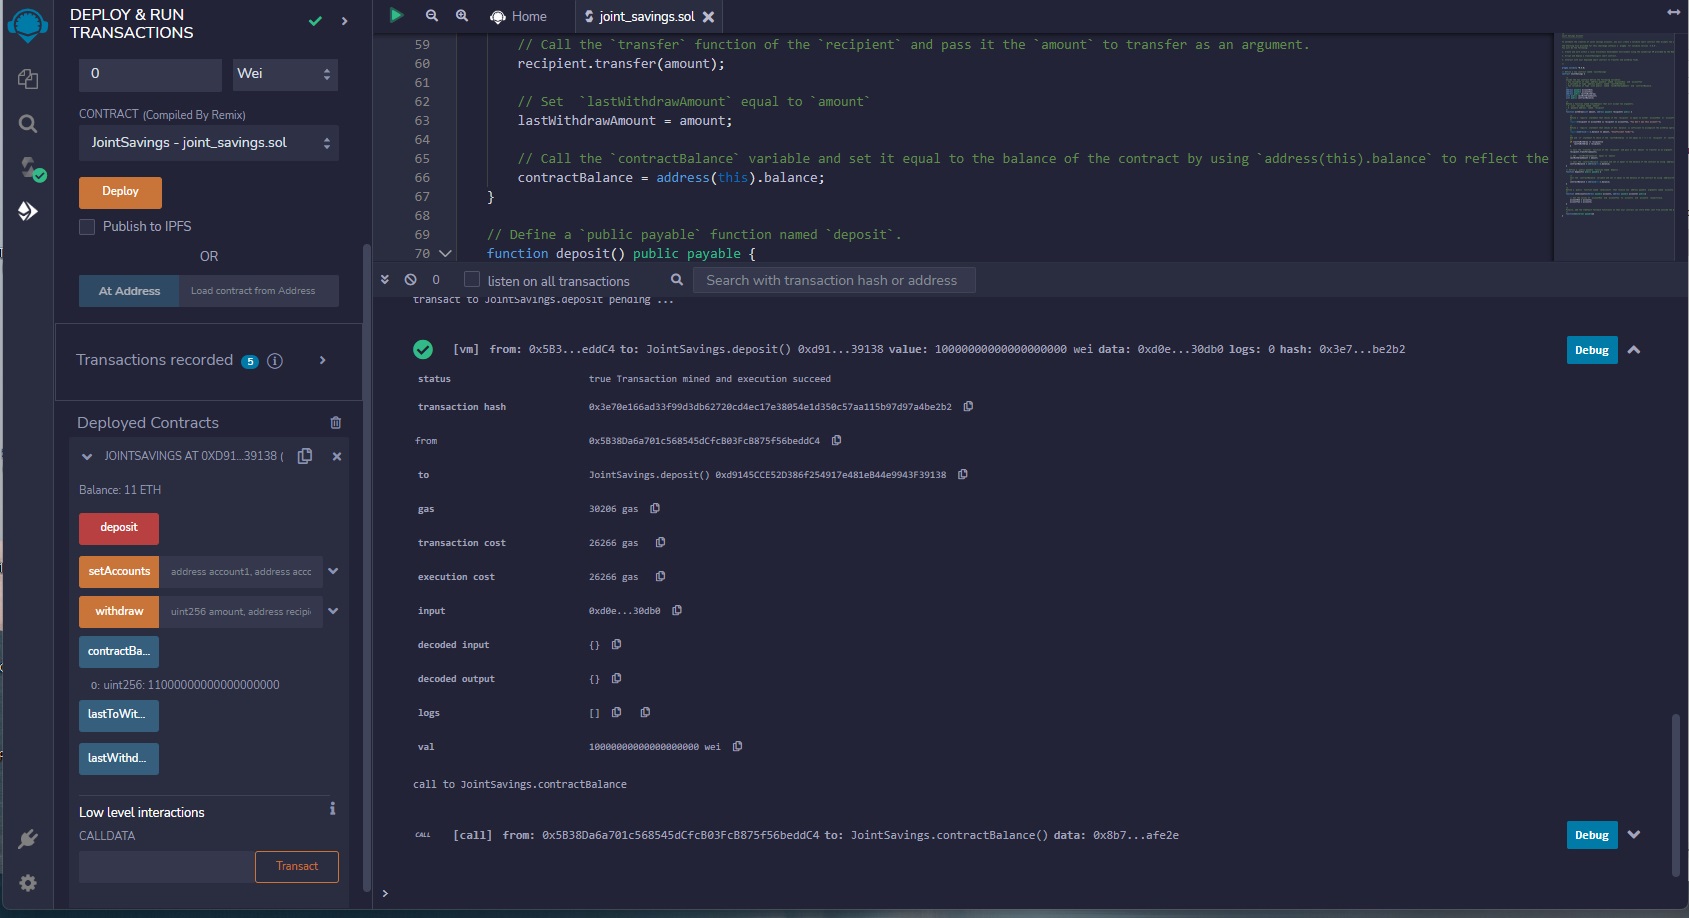 DEPLOY & RUN
TRANSACTIONS
0
Wei
CONTRACT (Compiled By Remix)
JointSavings - joint_savings.sol
Deploy
Publish to IPFS
OR
At Address
Load contract from Address
Transactions recorded 5
Deployed Contracts
JOINTSAVINGS AT 0XD91...39138 (
Balance: 11 ETH
deposit
setAccounts
address account1, address acc
withdraw
uint256 amount, address recipi
contractBa...
0: uint256: 11000000000000000000
lastToWit...
lastWithd...
Low level interactions
CALLDATA
Transact
Home
joint_savings.sol
59 // Call the `transfer` function of the `recipient` and pass it the `amount` to transfer as an argument.
60 recipient.transfer(amount);
61
62 // Set  `lastWithdrawAmount` equal to `amount`
63 lastWithdrawAmount = amount;
64
65 // Call the `contractBalance` variable and set it equal to the balance of the contract by using `address(this).balance` to reflect the
66 contractBalance = address(this).balance;
67 }
68
69 // Define a `public payable` function named `deposit`.
70 function deposit() public payable {
0
listen on all transactions
Search with transaction hash or address
transact to JointSavings.deposit pending ...
[vm] from: 0x5B3...eddC4 to: JointSavings.deposit() 0xd91...39138 value: 10000000000000000000 wei data: 0xd0e...30db0 logs: 0 hash: 0x3e7...be2b2
Debug
status true Transaction mined and execution succeed
transaction hash 0x3e70e166ad33f99d3db62720cd4ec17e38054e1d350c57aa115b97d97a4be2b2
from 0x5B38Da6a701c568545dCfcB03FcB875f56beddC4
to JointSavings.deposit() 0xd9145CCE52D386f254917e481eB44e9943F39138
gas 30206 gas
transaction cost 26266 gas
execution cost 26266 gas
input 0xd0e...30db0
decoded input {}
decoded output {}
logs []
val 10000000000000000000 wei
call to JointSavings.contractBalance
CALL [call] from: 0x5B38Da6a701c568545dCfcB03FcB875f56beddC4 to: JointSavings.contractBalance() data: 0x8b7...afe2e
Debug
>